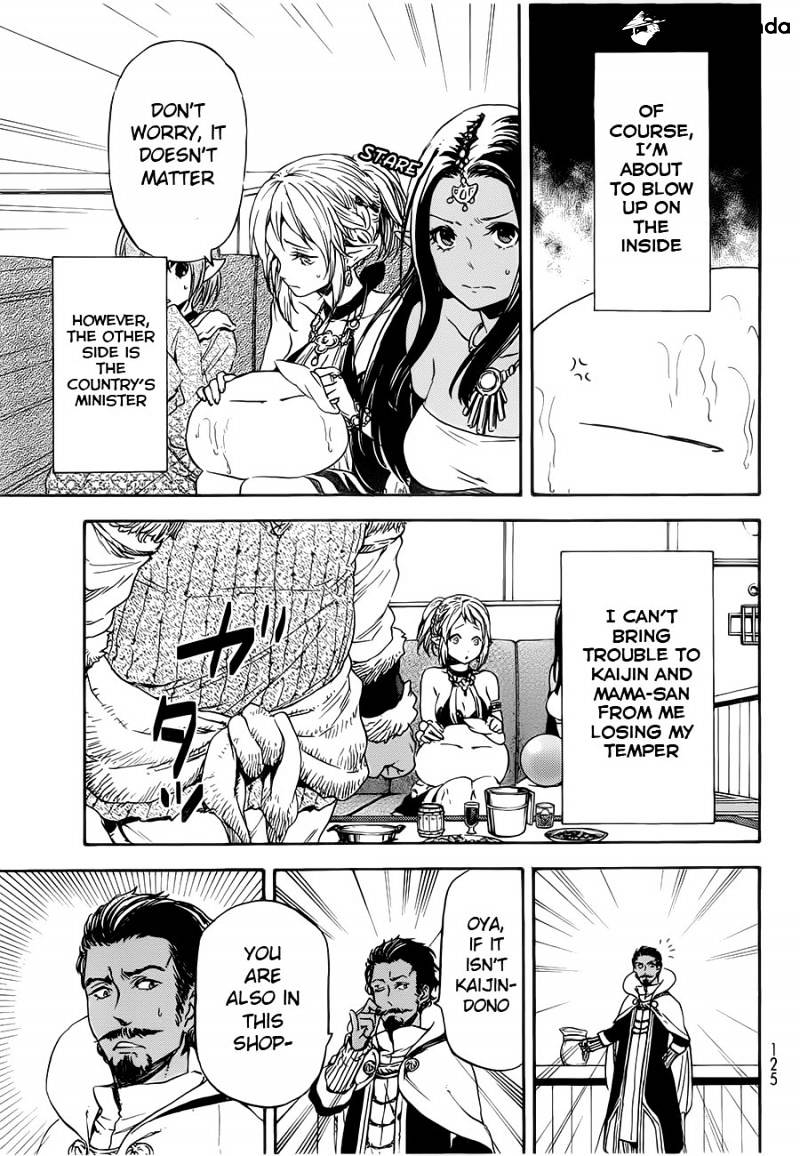 nda
OF
COURSE,
I'M
ABOUT
TO BLOW
UP ON
THE
INSIDE
DON'T
WORRY, IT
DOESN'T
MATTER
STARE
HOWEVER,
THE OTHER
SIDE IS
THE
COUNTRY'S
MINISTER
I CAN'T
BRING
TROUBLE TO
KAIJIN AND
MAMA-SAN
FROM ME
LOSING MY
TEMPER
ガタッ
OYA,
IF IT
ISN'T
KAIJIN-
DONO
YOU
ARE
ALSO IN
THIS
SHOP-
125